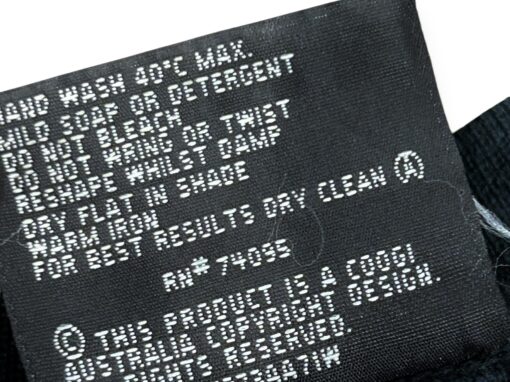 HAND WASH 40°C MAX.
MILD SOAP OR DETERGENT
DO NOT BLEACH
DO NOT WRIND OR TWIST
RESHAPE WHILST DAMP
DRY FLAT IN SHADE
WARM IRON
FOR BEST RESULTS DRY CLEAN Ⓐ
RN# 74095
© THIS PRODUCT IS A COOGI
AUSTRALIA COPYRIGHT DESIGN.
RIGHTS RESERVED.